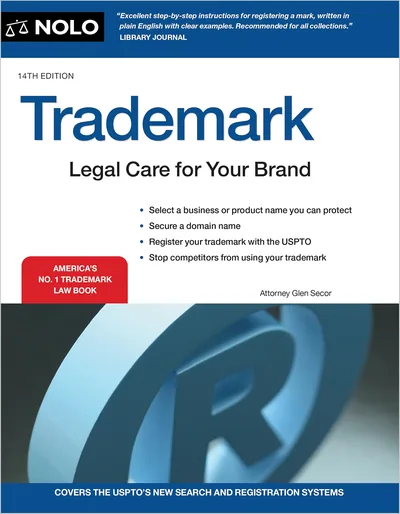 NOLO
"Excellent step-by-step instructions for registering a mark, written in
plain English with clear examples. Recommended for all collections."
LIBRARY JOURNAL
14TH EDITION
Trademark
Legal Care for Your Brand
• Select a business or product name you can protect
• Secure a domain name
• Register your trademark with the USPTO
• Stop competitors from using your trademark
AMERICA'S
NO. 1 TRADEMARK
LAW BOOK
Attorney Glen Secor
R
COVERS THE USPTO'S NEW SEARCH AND REGISTRATION SYSTEMS